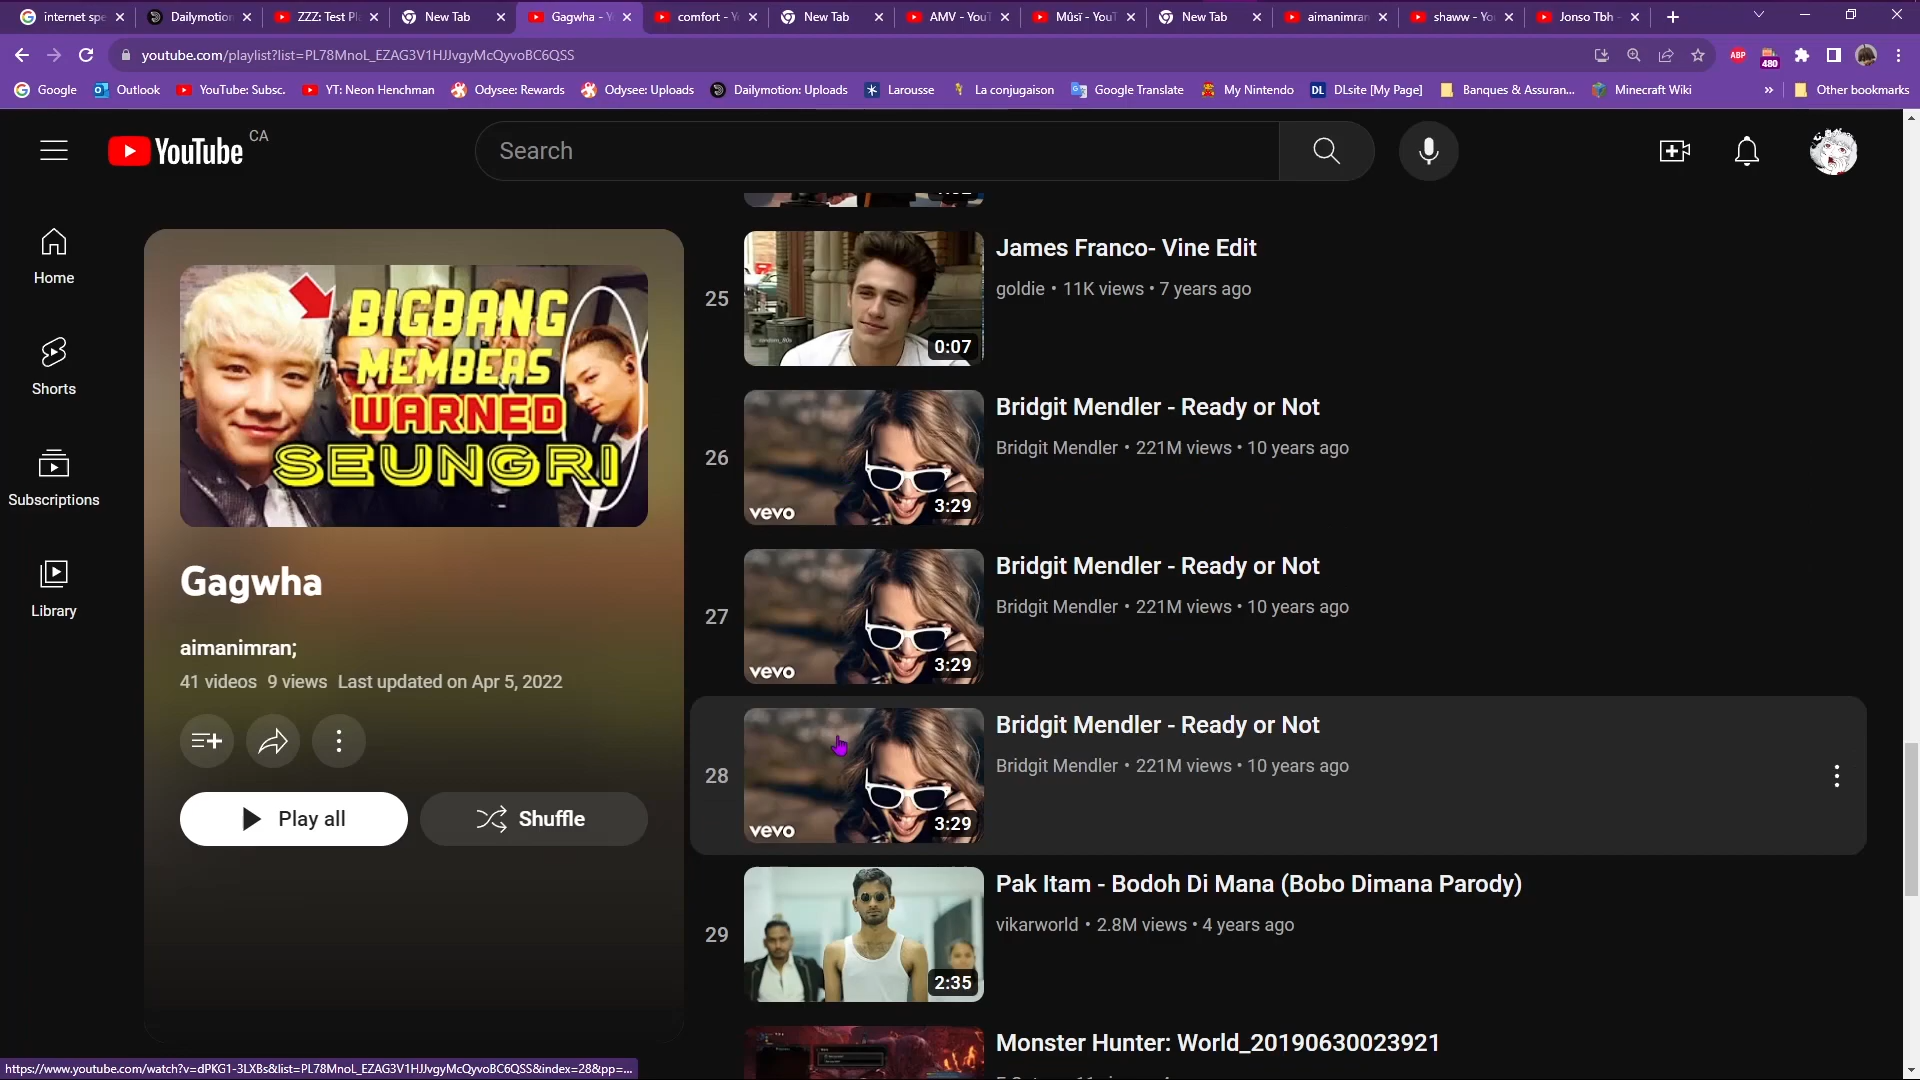 internet spe
Dailymotion
ZZZ: Test Pl
New Tab
Gagwha - Y
comfort - Y
New Tab
AMV - YouT
Mûsï - YouT
New Tab
aimanimran
shaww - Yo
Jonso Tbh -
youtube.com/playlist?list=PL78MnoL_EZAG3V1HJJvgyMcQyvoBC6QSS
ABP
480
Google
Outlook
YouTube: Subsc.
YT: Neon Henchman
Odysee: Rewards
Odysee: Uploads
Dailymotion: Uploads
Larousse
La conjugaison
Google Translate
My Nintendo
DL DLsite [My Page]
Banques & Assuran...
Minecraft Wiki
»
Other bookmarks
YouTube CA
Search
Home
Shorts
Subscriptions
Library
BIGBANG
MEMBERS
WARNED
SEUNGRI
Gagwha
aimanimran;
41 videos 9 views Last updated on Apr 5, 2022
Play all
Shuffle
25
0:07
James Franco- Vine Edit
goldie • 11K views • 7 years ago
26
vevo
3:29
Bridgit Mendler - Ready or Not
Bridgit Mendler • 221M views • 10 years ago
27
vevo
3:29
Bridgit Mendler - Ready or Not
Bridgit Mendler • 221M views • 10 years ago
28
vevo
3:29
Bridgit Mendler - Ready or Not
Bridgit Mendler • 221M views • 10 years ago
29
2:35
Pak Itam - Bodoh Di Mana (Bobo Dimana Parody)
vikarworld • 2.8M views • 4 years ago
Monster Hunter: World_20190630023921
https://www.youtube.com/watch?v=dPKG1-3LXBs&list=PL78MnoL_EZAG3V1HJJvgyMcQyvoBC6QSS&index=28&pp=...